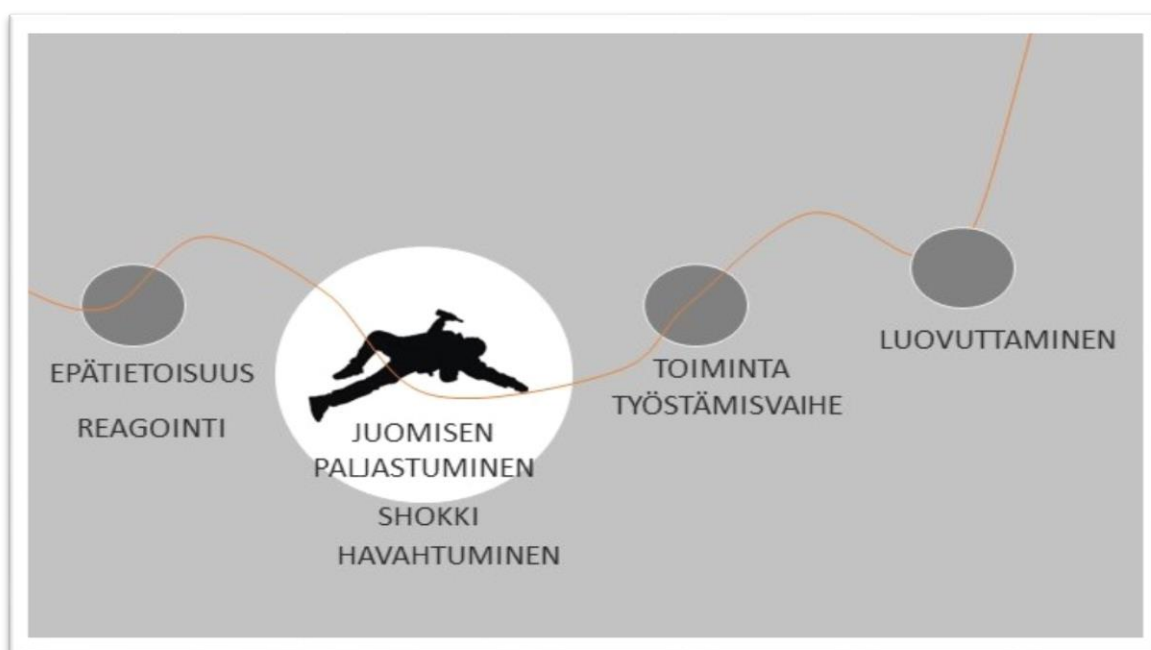 EPÄTIETOISUUS
REAGOINTI
JUOMISEN
PALJASTUMINEN
SHOKKI
HAVAHTUMINEN
TOIMINTA
TYÖSTÄMISVAIHE
LUOVUTTAMINEN